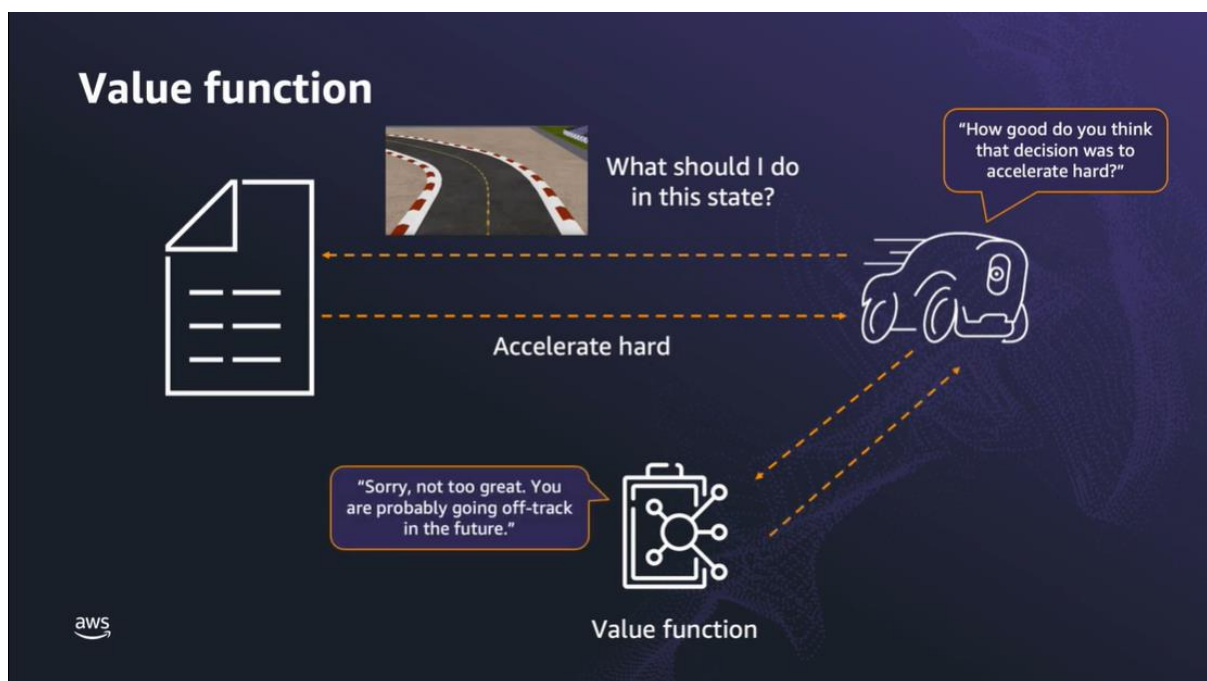 Value function
What should I do
in this state?
“How good do you think
that decision was to
accelerate hard?”
Accelerate hard
“Sorry, not too great. You
are probably going off-track
in the future.”
Value function
aws